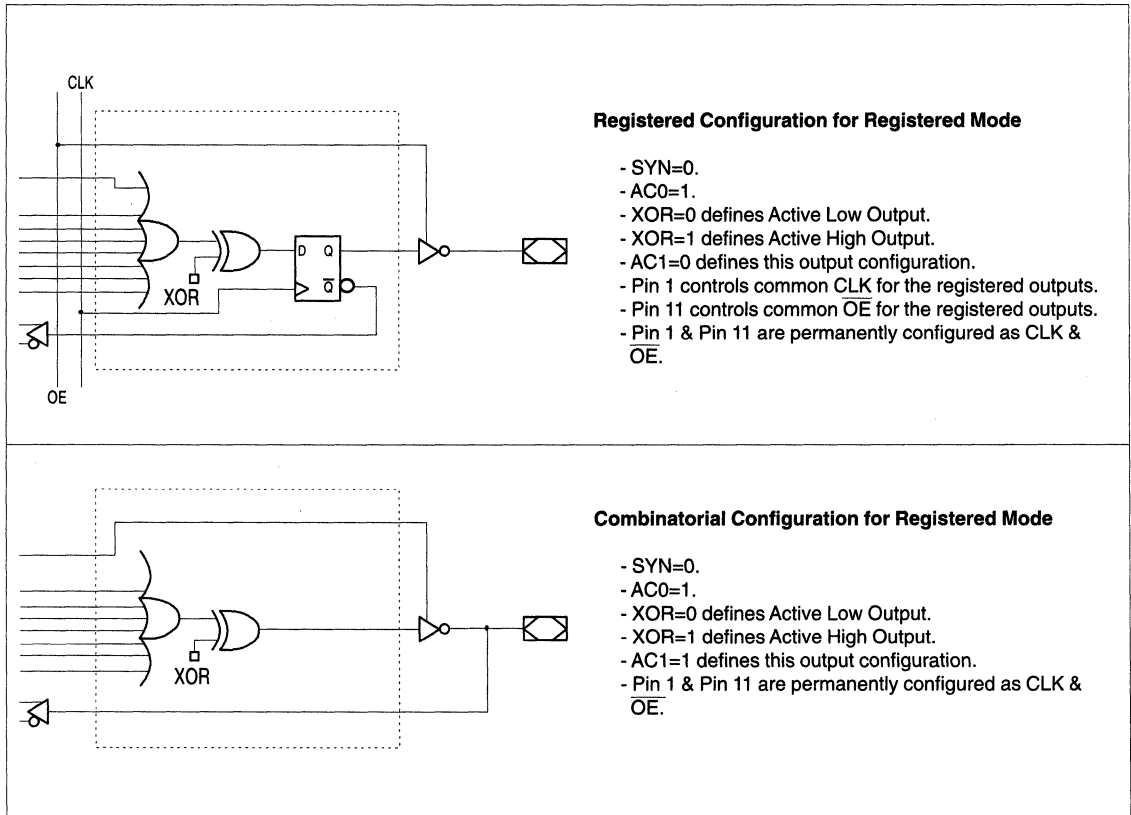 CLK
Registered Configuration for Registered Mode
- SYN=0.
- AC0=1.
- XOR=0 defines Active Low Output.
- XOR=1 defines Active High Output.
- AC1=0 defines this output configuration.
- Pin 1 controls common CLK for the registered outputs.
- Pin 11 controls common O̅E̅ for the registered outputs.
- Pin 1 & Pin 11 are permanently configured as CLK &
O̅E̅.
D Q
Q̅
XOR
OE
Combinatorial Configuration for Registered Mode
- SYN=0.
- AC0=1.
- XOR=0 defines Active Low Output.
- XOR=1 defines Active High Output.
- AC1=1 defines this output configuration.
- Pin 1 & Pin 11 are permanently configured as CLK &
O̅E̅.
XOR